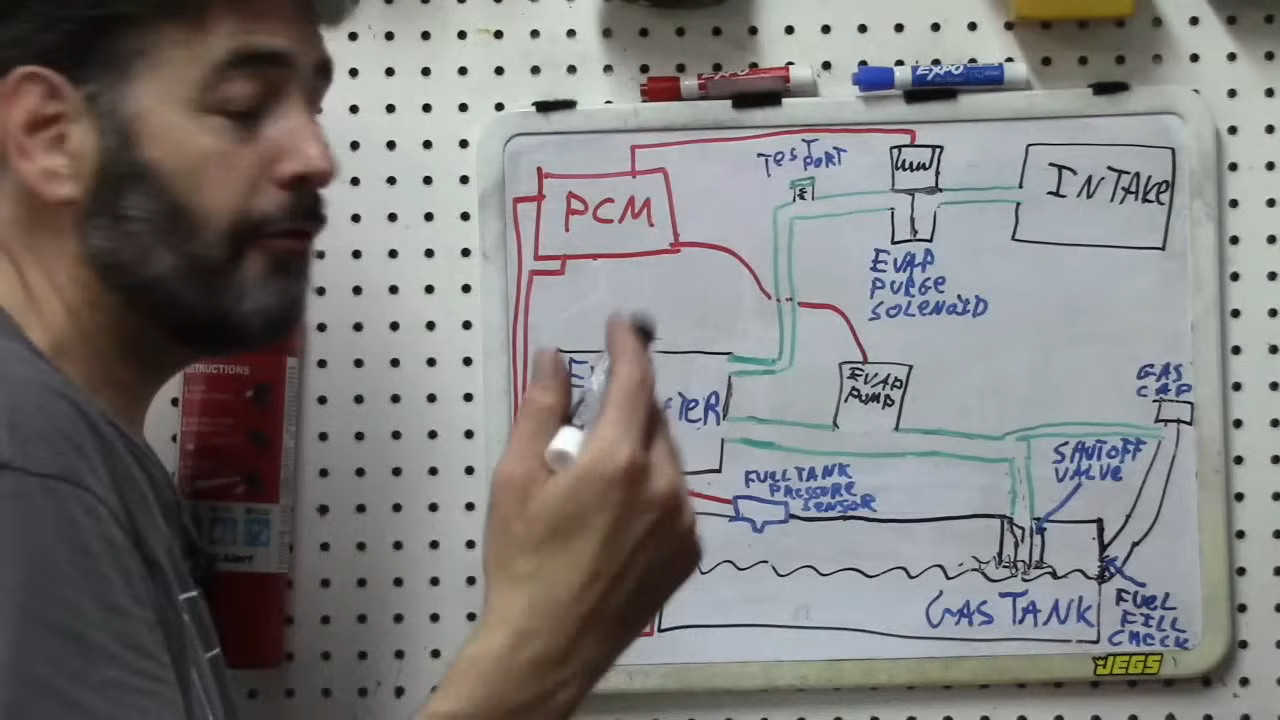 EXPO
EXPO
TEST
PORT
PCM
INTAKE
EVAP
PURGE
SOLENOID
STRUCTIONS
EVAP
PUMP
GAS
CAP
SHUTOFF
VALVE
FULLTANK
PRESSURE
SENSOR
GAS TANK
FUEL
FILL
CHECK
JEGS